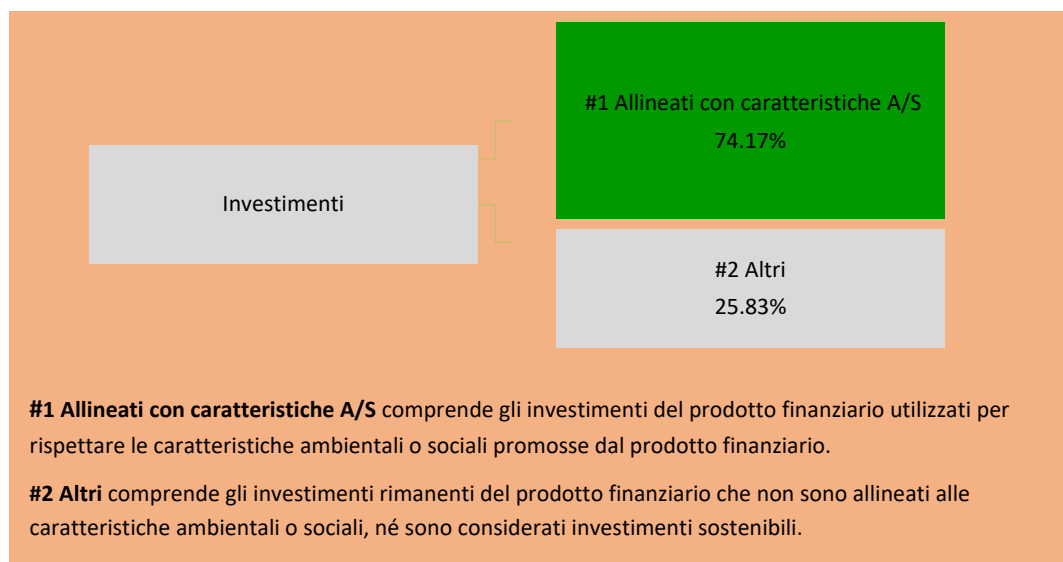 #1 Allineati con caratteristiche A/S
74.17%
Investimenti
#2 Altri
25.83%
#1 Allineati con caratteristiche A/S comprende gli investimenti del prodotto finanziario utilizzati per
rispettare le caratteristiche ambientali o sociali promosse dal prodotto finanziario.
#2 Altri comprende gli investimenti rimanenti del prodotto finanziario che non sono allineati alle
caratteristiche ambientali o sociali, né sono considerati investimenti sostenibili.